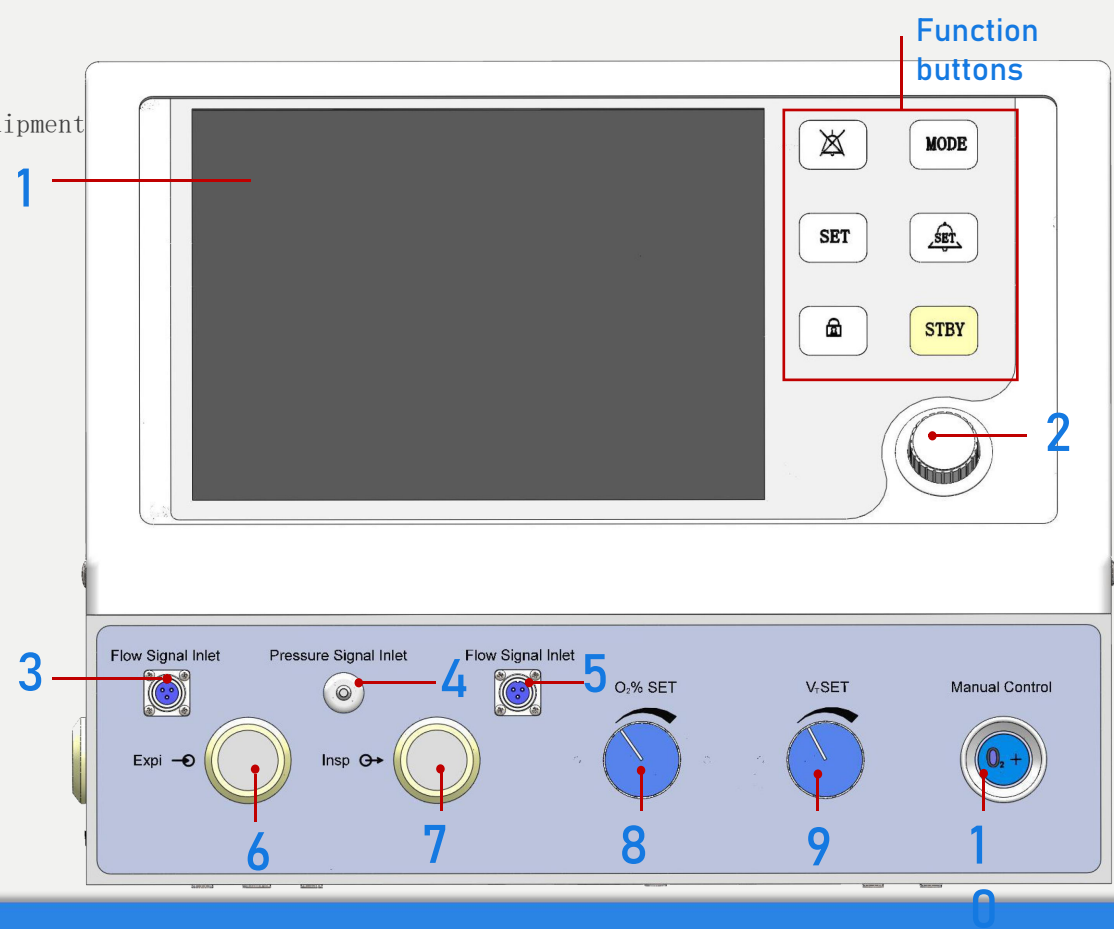 Function
buttons
ipment
1
MODE
SET
SET
STBY
2
Flow Signal Inlet
Pressure Signal Inlet
Flow Signal Inlet
3
4
5
O₂% SET
VₜSET
Manual Control
Expi
Insp
O₂ +
6
7
8
9
1
0